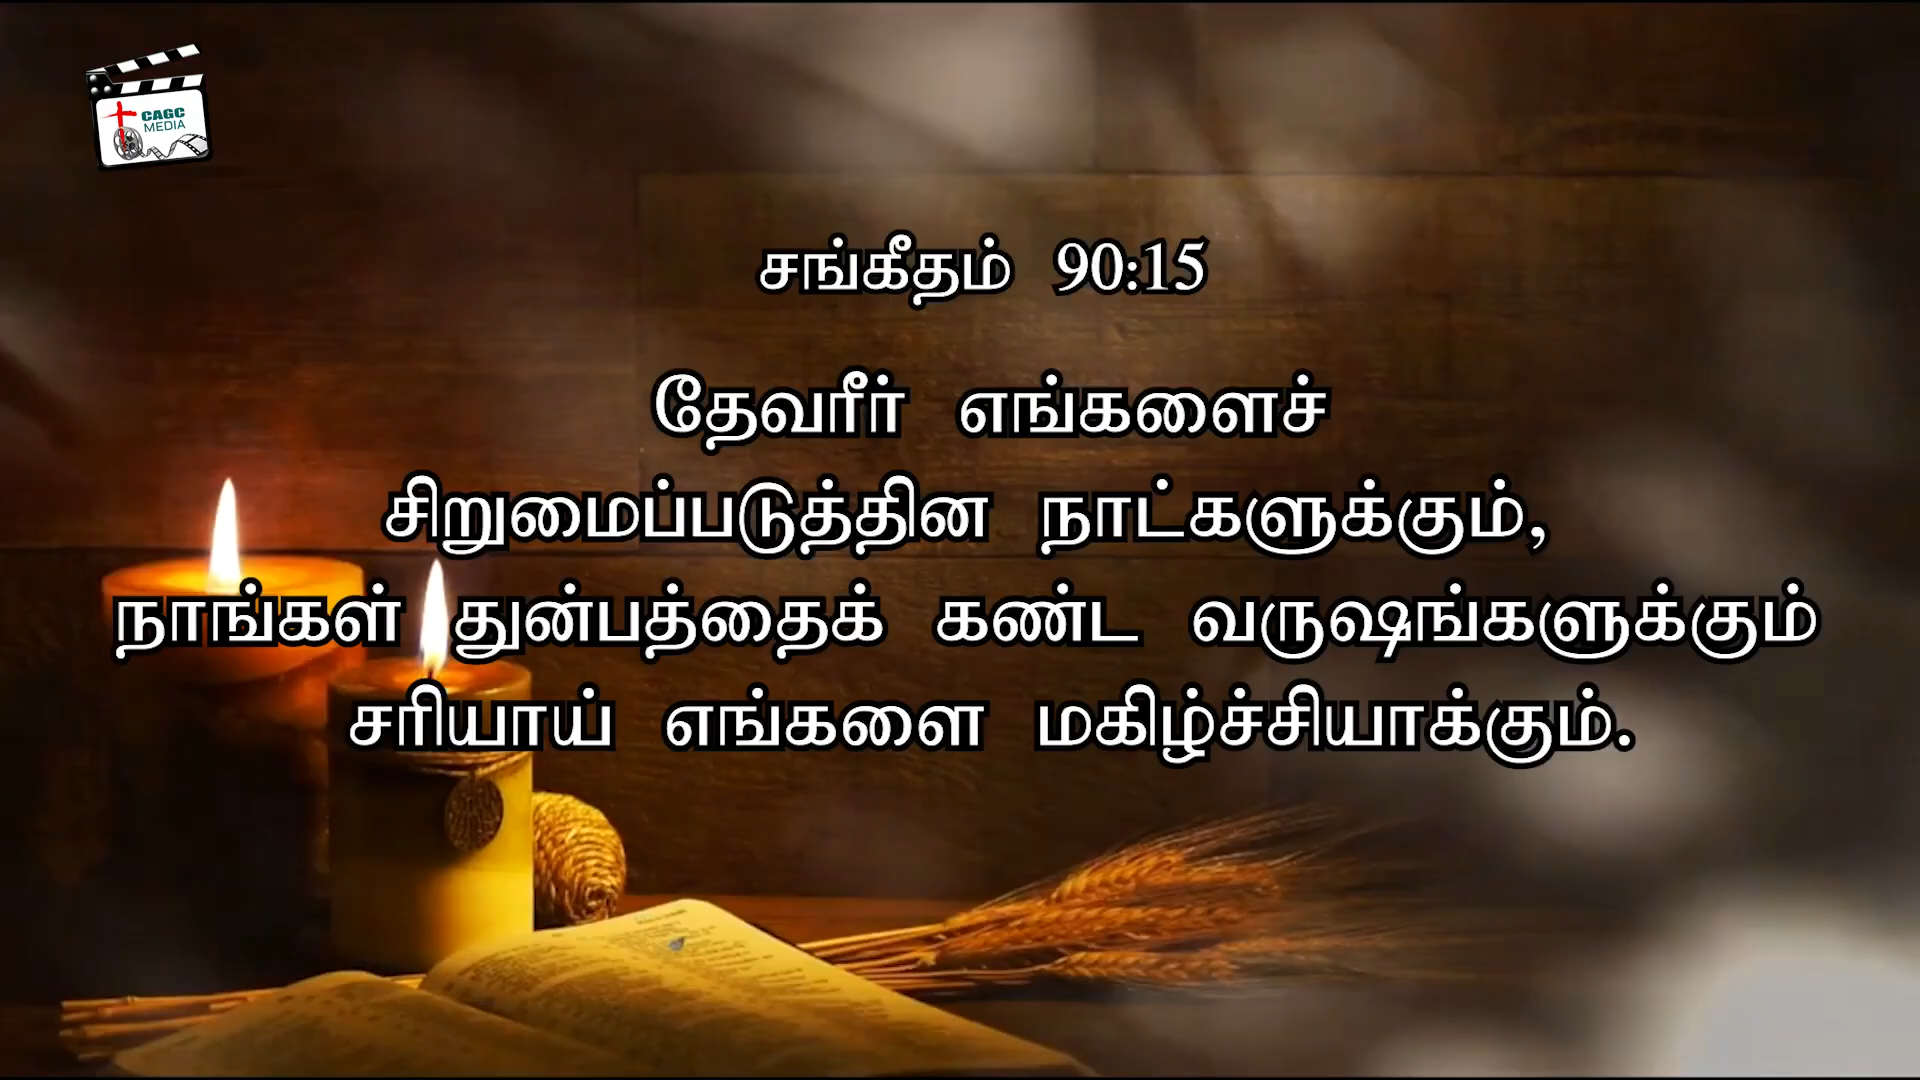 CAGC
MEDIA
சங்கீதம் 90:15
தேவரீர் எங்களைச்
சிறுமைப்படுத்தின நாட்களுக்கும்,
நாங்கள் துன்பத்தைக் கண்ட வருஷங்களுக்கும்
சரியாய் எங்களை மகிழ்ச்சியாக்கும்.